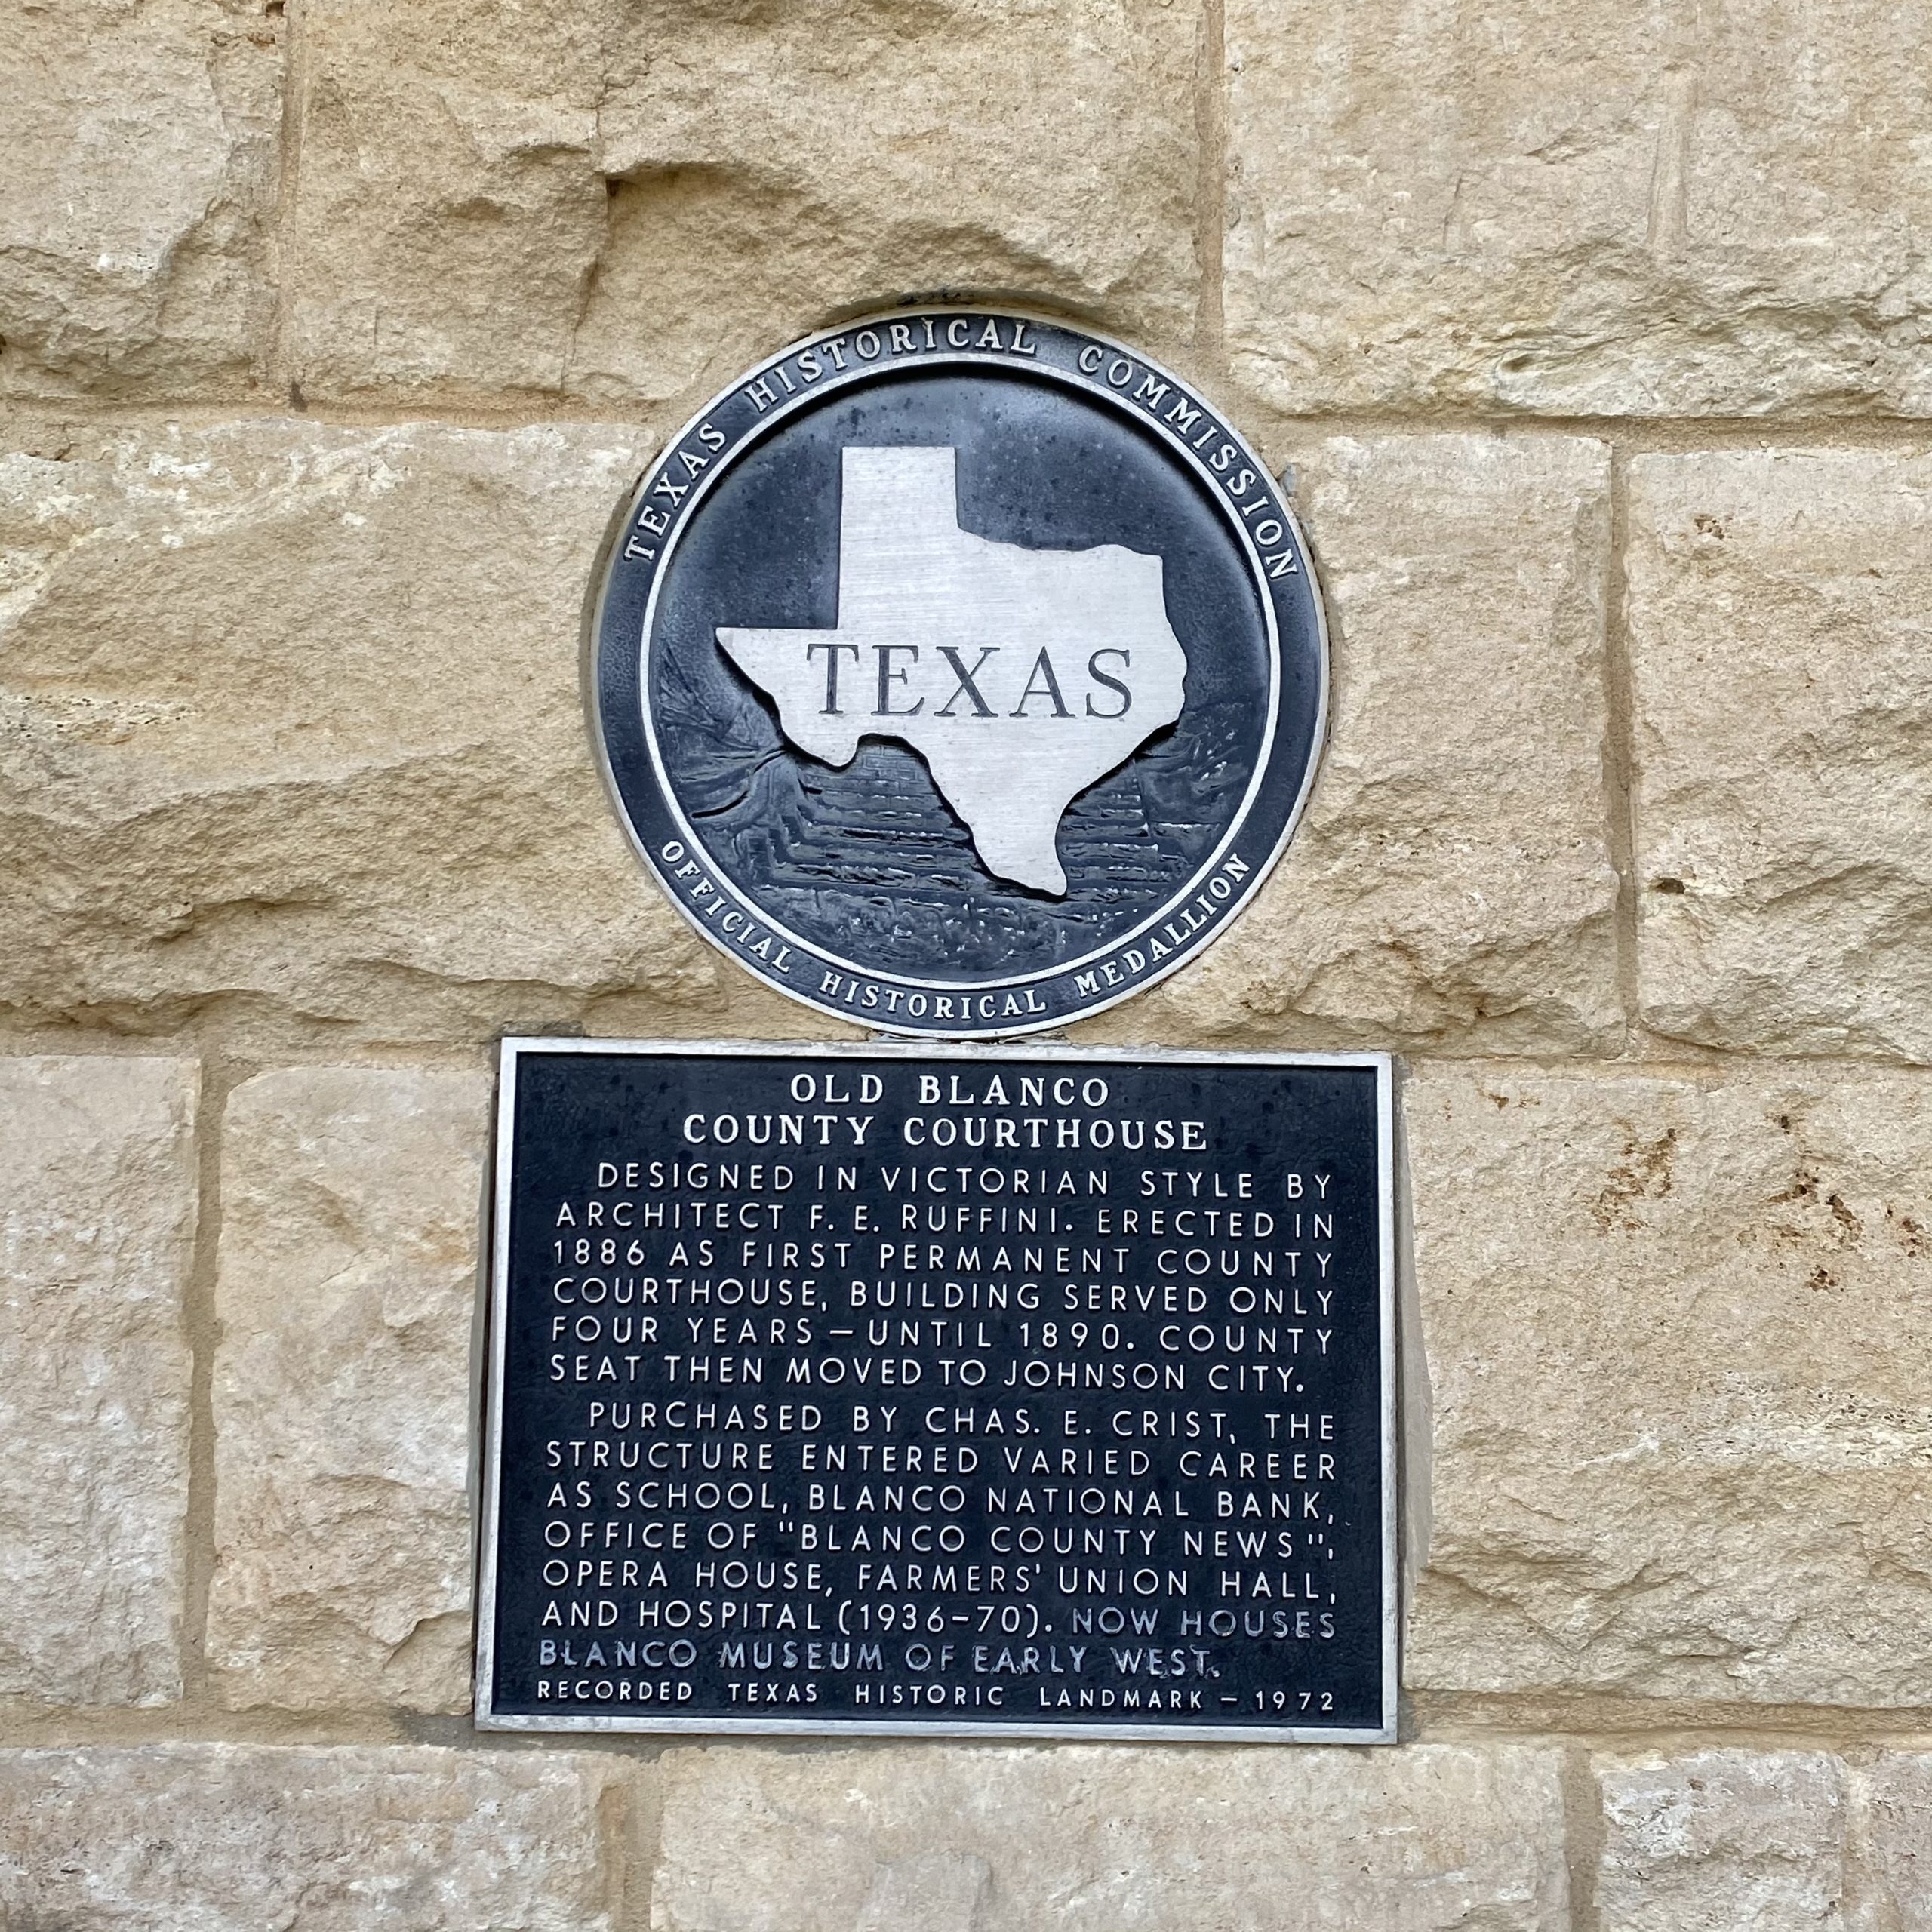 TEXAS HISTORICAL COMMISSION
TEXAS
OFFICIAL HISTORICAL MEDALLION
OLD BLANCO
COUNTY COURTHOUSE
DESIGNED IN VICTORIAN STYLE BY
ARCHITECT F. E. RUFFINI. ERECTED IN
1886 AS FIRST PERMANENT COUNTY
COURTHOUSE, BUILDING SERVED ONLY
FOUR YEARS—UNTIL 1890. COUNTY
SEAT THEN MOVED TO JOHNSON CITY.
PURCHASED BY CHAS. E. CRIST, THE
STRUCTURE ENTERED VARIED CAREER
AS SCHOOL, BLANCO NATIONAL BANK,
OFFICE OF "BLANCO COUNTY NEWS",
OPERA HOUSE, FARMERS' UNION HALL,
AND HOSPITAL (1936-70). NOW HOUSES
BLANCO MUSEUM OF EARLY WEST.
RECORDED TEXAS HISTORIC LANDMARK—1972